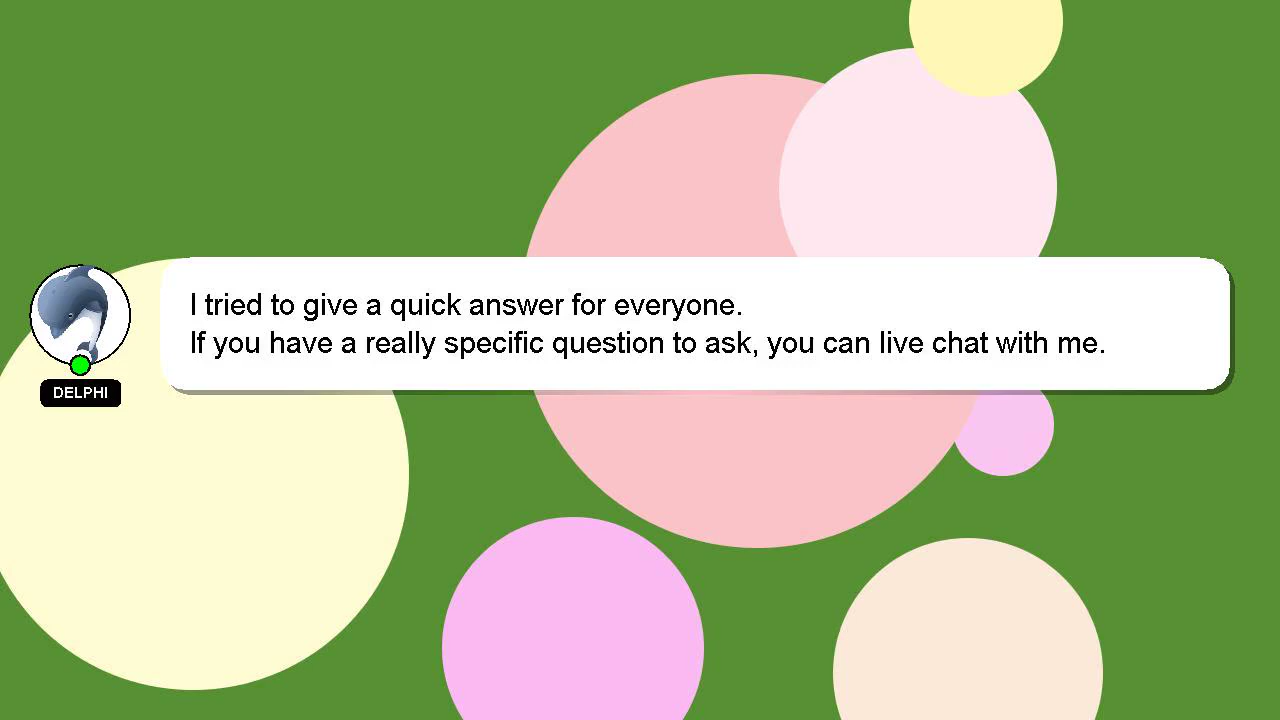 I tried to give a quick answer for everyone.
If you have a really specific question to ask, you can live chat with me.
DELPHI